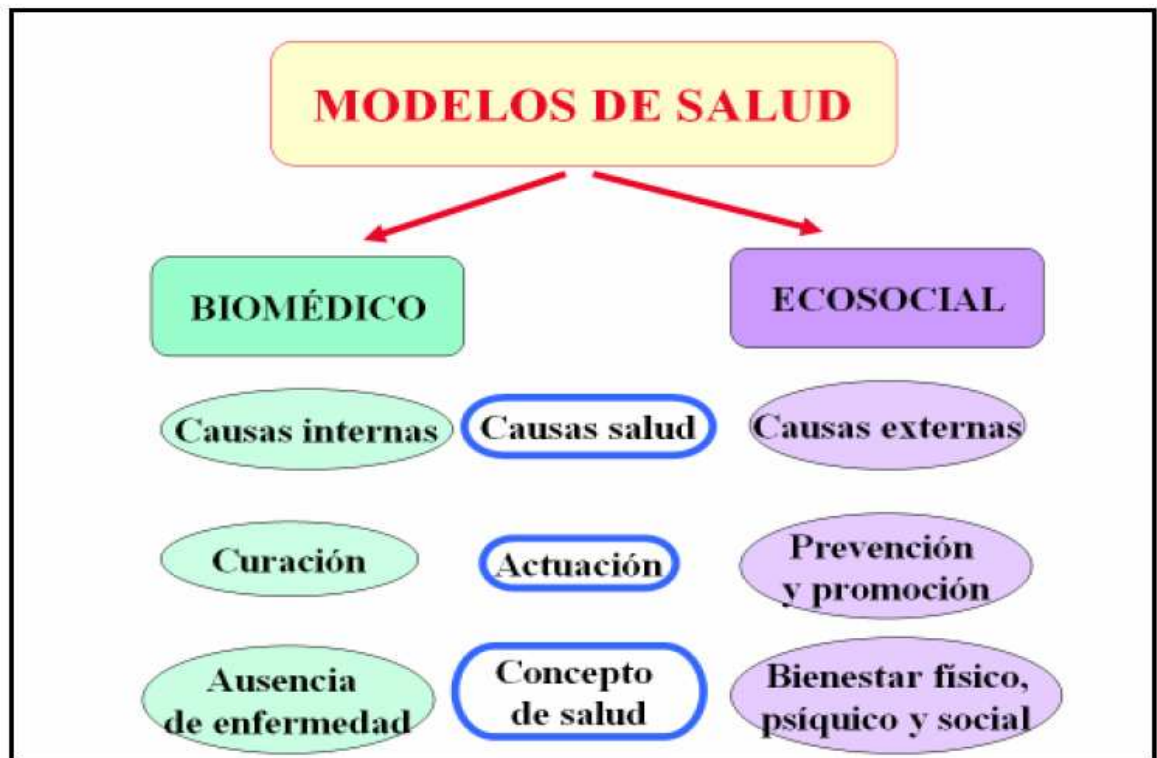 MODELOS DE SALUD
BIOMÉDICO
ECOSOCIAL
Causas internas
Causas salud
Causas externas
Curación
Actuación
Prevención
y promoción
Ausencia
de enfermedad
Concepto
de salud
Bienestar físico,
psíquico y social